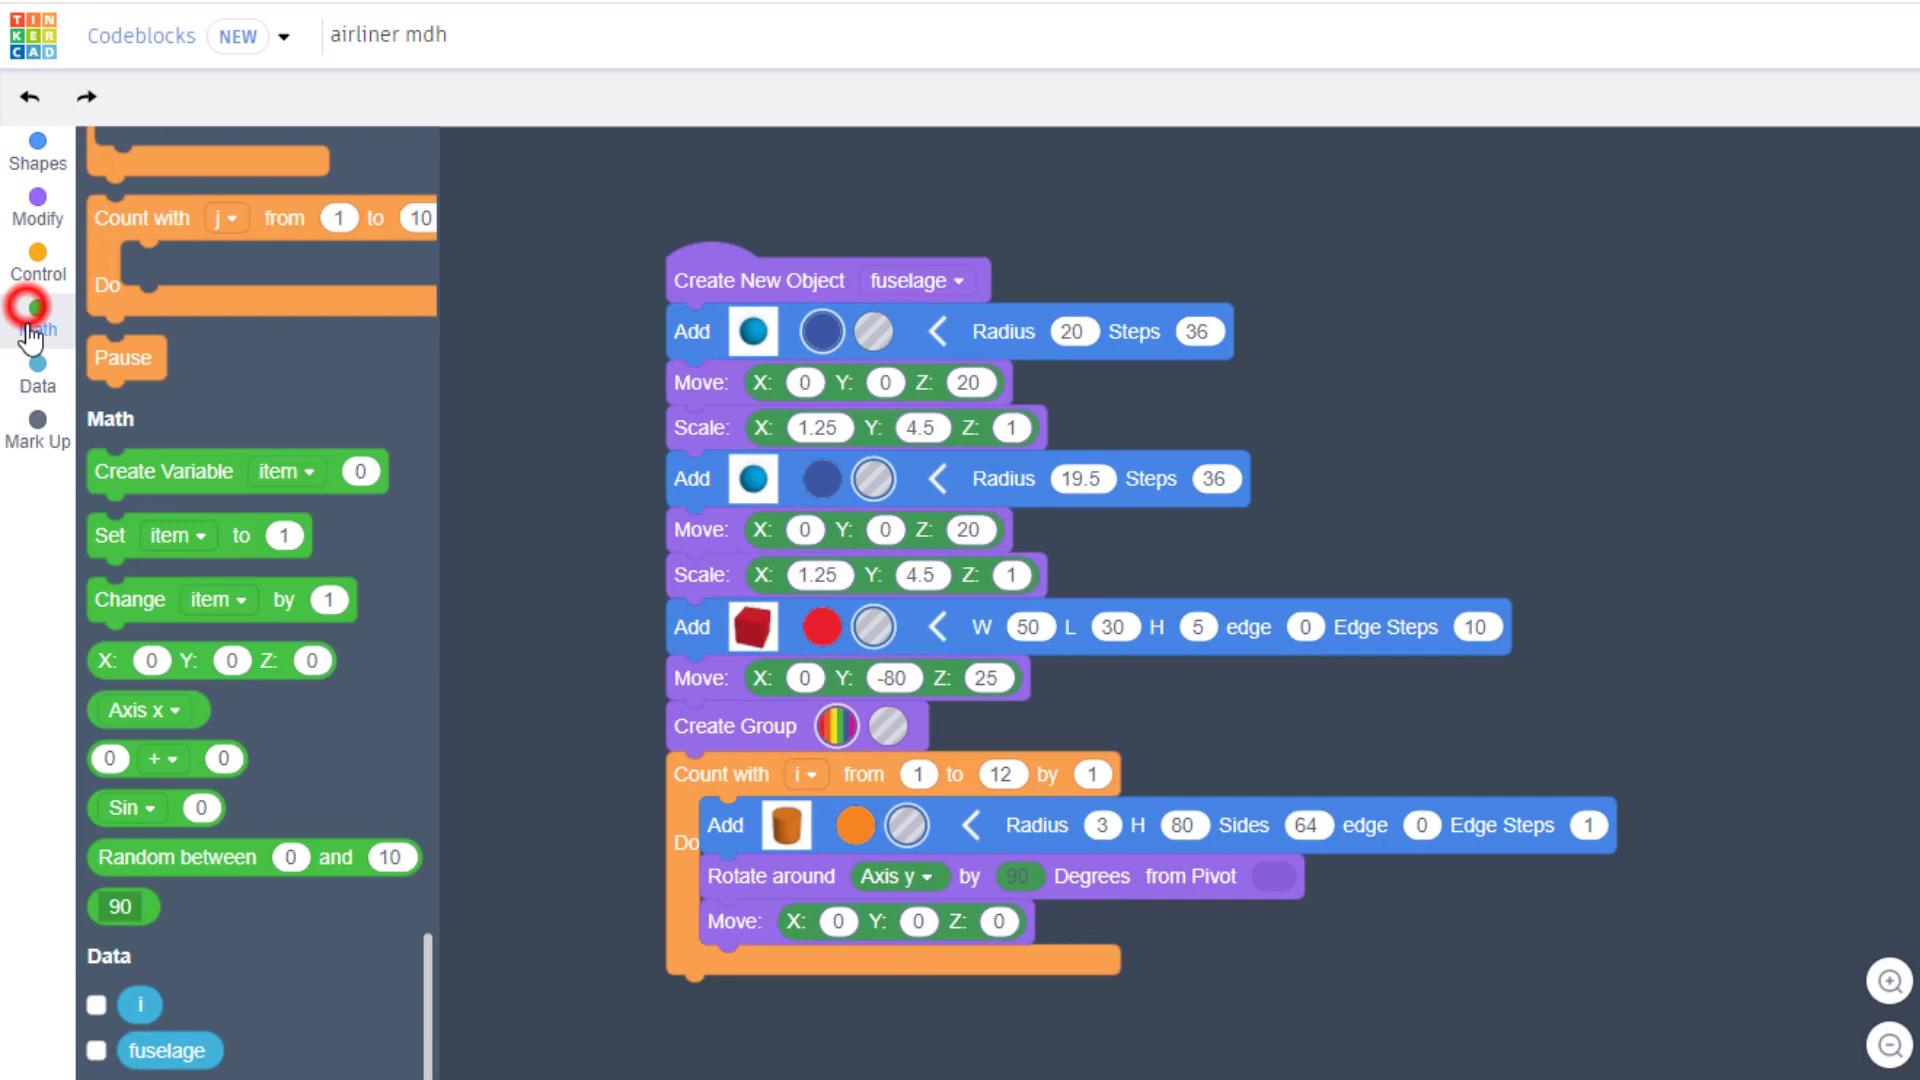 TIN
KER
CAD
Codeblocks NEW airliner mdh
Shapes
Modify
Control
Math
Data
Mark Up
Count with j from 1 to 10
Do
Pause
Math
Create Variable item 0
Set item to 1
Change item by 1
X: 0 Y: 0 Z: 0
Axis x
0 + 0
Sin 0
Random between 0 and 10
90
Data
i
fuselage
Create New Object fuselage
Add Radius 20 Steps 36
Move: X: 0 Y: 0 Z: 20
Scale: X: 1.25 Y: 4.5 Z: 1
Add Radius 19.5 Steps 36
Move: X: 0 Y: 0 Z: 20
Scale: X: 1.25 Y: 4.5 Z: 1
Add W 50 L 30 H 5 edge 0 Edge Steps 10
Move: X: 0 Y: -80 Z: 25
Create Group
Count with i from 1 to 12 by 1
Do
Add Radius 3 H 80 Sides 64 edge 0 Edge Steps 1
Rotate around Axis y by 90 Degrees from Pivot
Move: X: 0 Y: 0 Z: 0